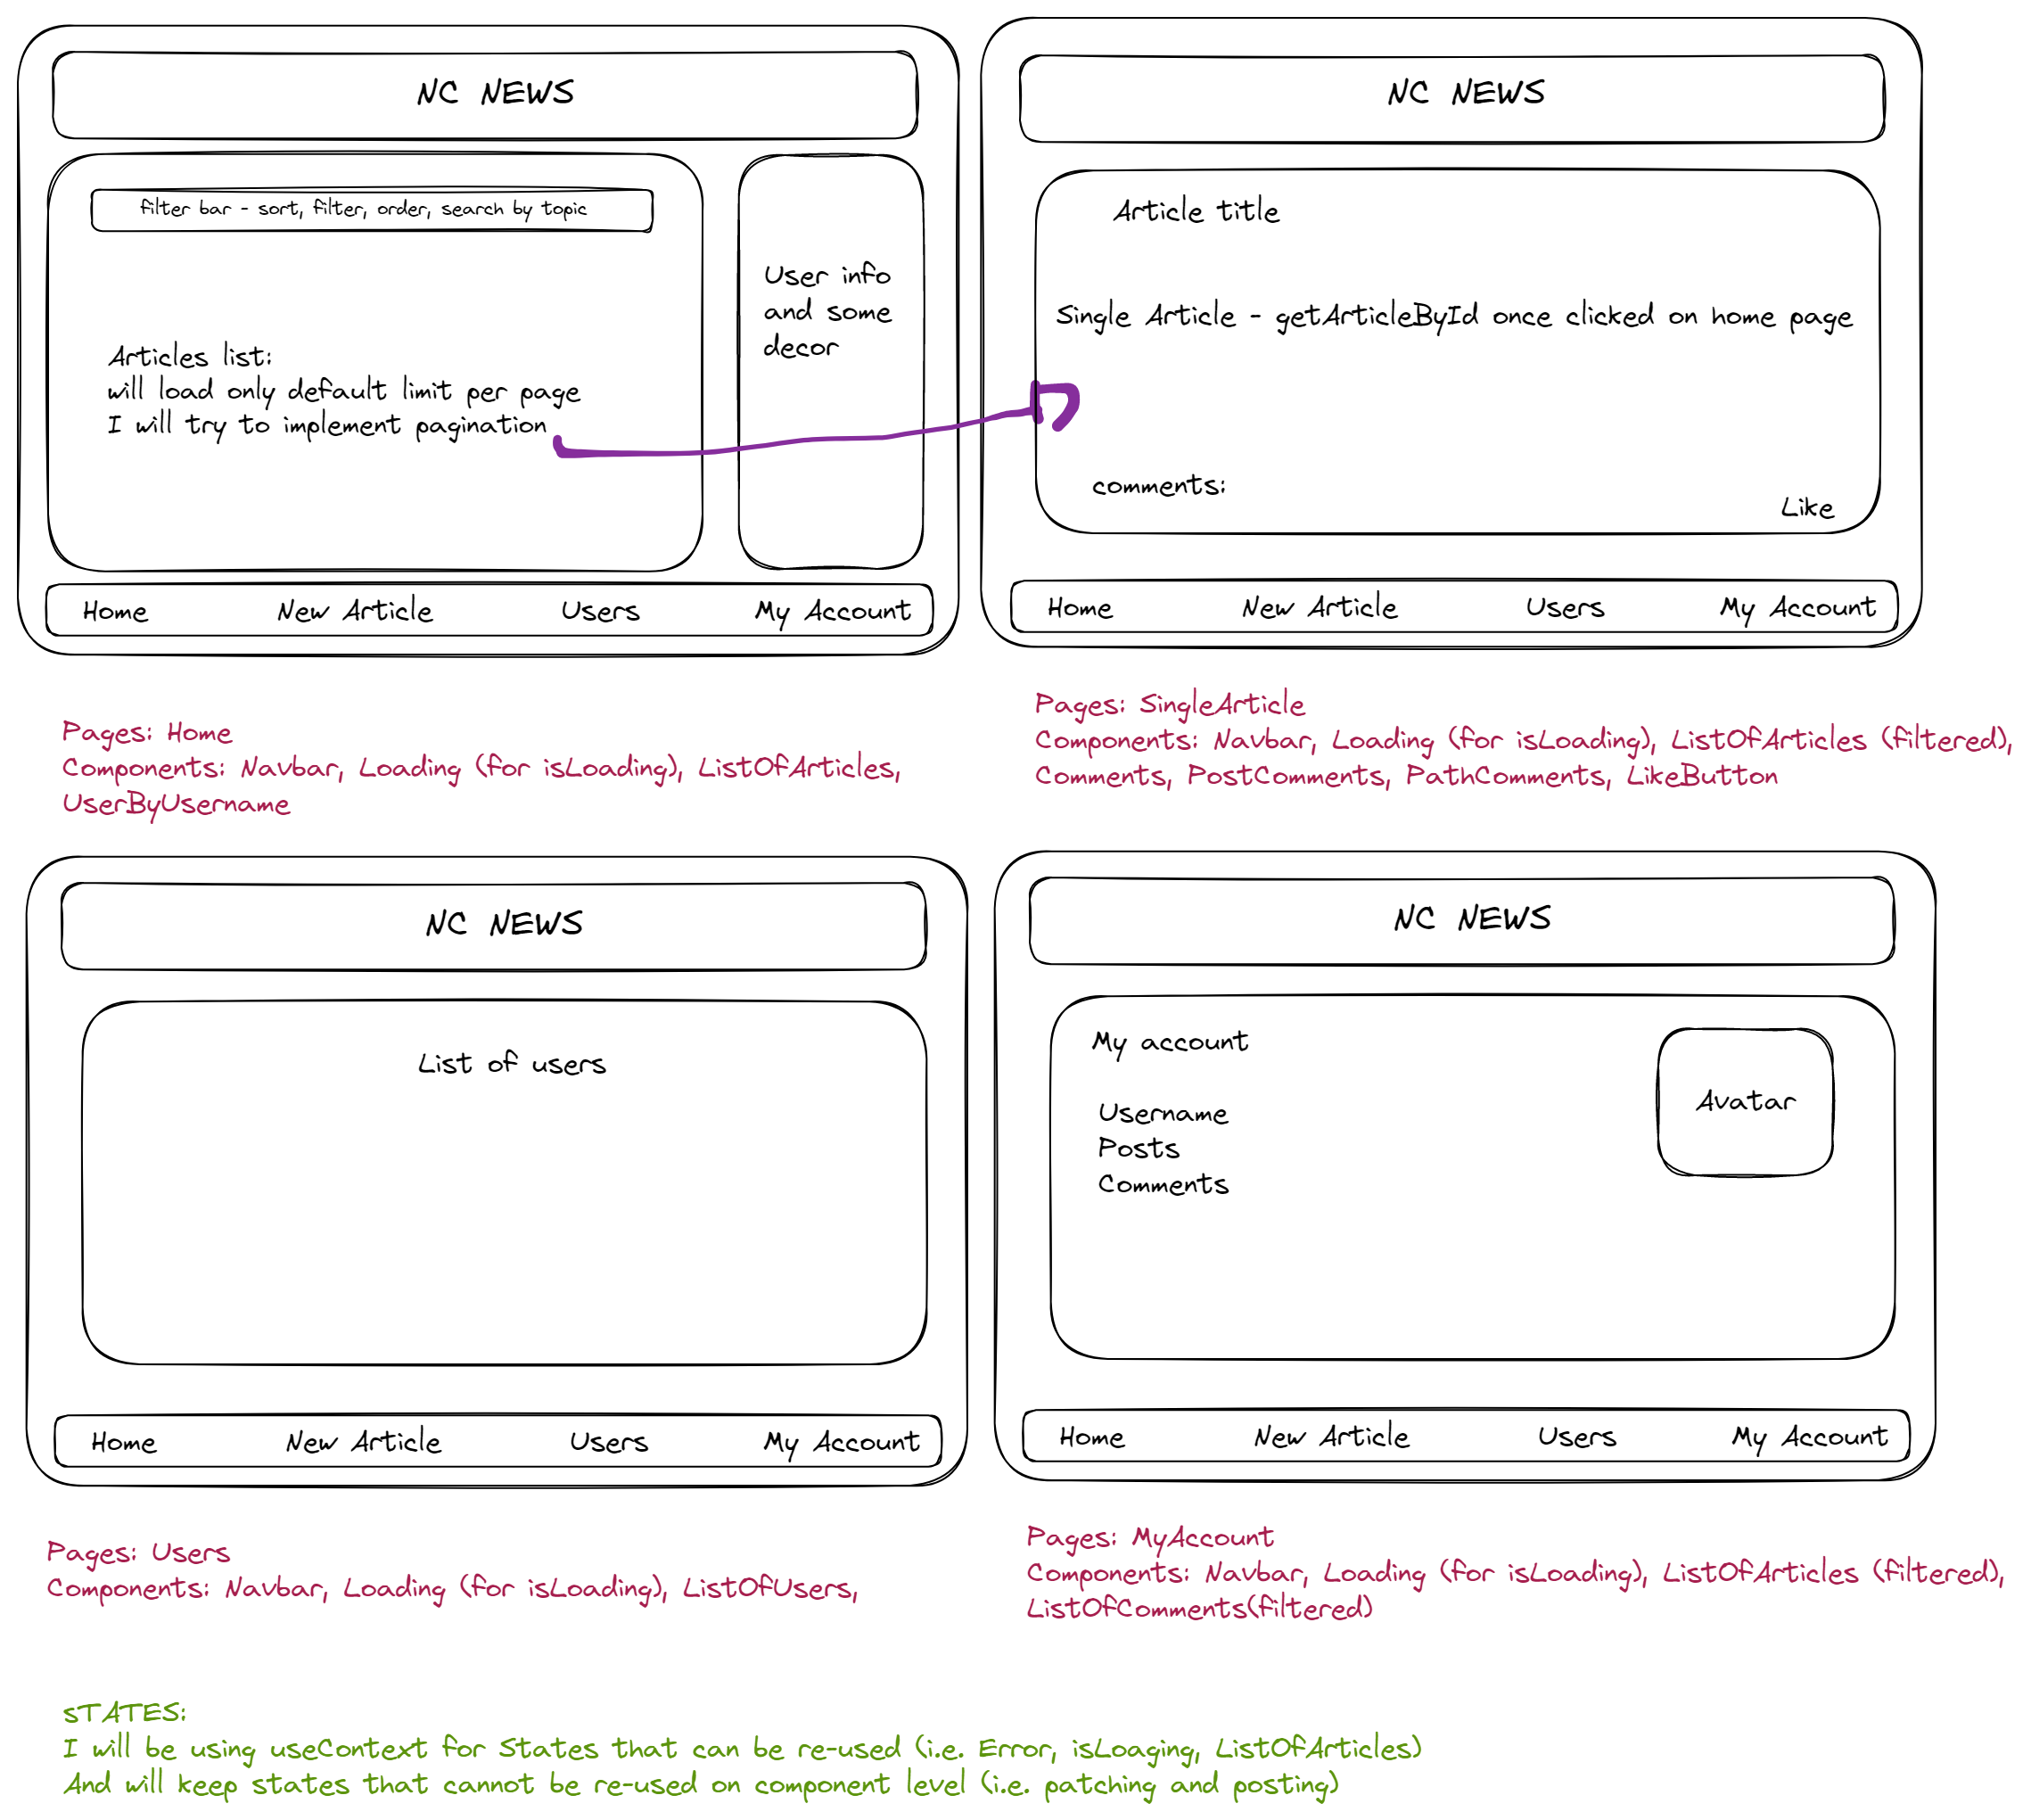 NC NEWS
filter bar - sort, filter, order, search by topic
Articles list:
will load only default limit per page
I will try to implement pagination
User info
and some
decor
Home New Article Users My Account
Pages: Home
Components: Navbar, Loading (for isLoading), ListOfArticles,
UserByUsername
NC NEWS
Article title
Single Article - getArticleById once clicked on home page
comments:
Like
Home New Article Users My Account
Pages: SingleArticle
Components: Navbar, Loading (for isLoading), ListOfArticles (filtered),
Comments, PostComments, PathComments, LikeButton
NC NEWS
List of users
Home New Article Users My Account
Pages: Users
Components: Navbar, Loading (for isLoading), ListOfUsers,
NC NEWS
My account
Username
Posts
Comments
Avatar
Home New Article Users My Account
Pages: MyAccount
Components: Navbar, Loading (for isLoading), ListOfArticles (filtered),
ListOfComments(filtered)
sTATES:
I will be using useContext for States that can be re-used (i.e. Error, isLoaging, ListOfArticles)
And will keep states that cannot be re-used on component level (i.e. patching and posting)